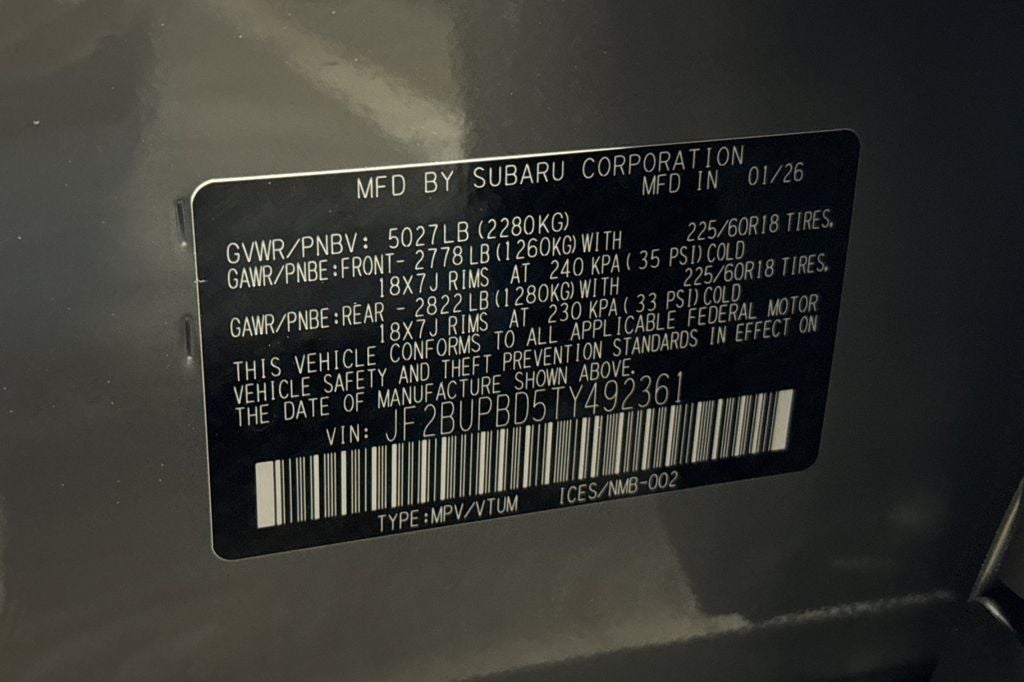 MFD BY SUBARU CORPORATION
MFD IN 01/26
GVWR/PNBV: 5027LB (2280KG)
GAWR/PNBE:FRONT- 2778LB (1260KG) WITH 225/60R18 TIRES,
18X7J RIMS AT 240 KPA ( 35 PSI) COLD
GAWR/PNBE:REAR - 2822LB (1280KG) WITH 225/60R18 TIRES,
18X7J RIMS AT 230 KPA ( 33 PSI) COLD
THIS VEHICLE CONFORMS TO ALL APPLICABLE FEDERAL MOTOR
VEHICLE SAFETY AND THEFT PREVENTION STANDARDS IN EFFECT ON
THE DATE OF MANUFACTURE SHOWN ABOVE.
VIN: JF2BUPBD5TY492361
TYPE:MPV/VTUM ICES/NMB-002